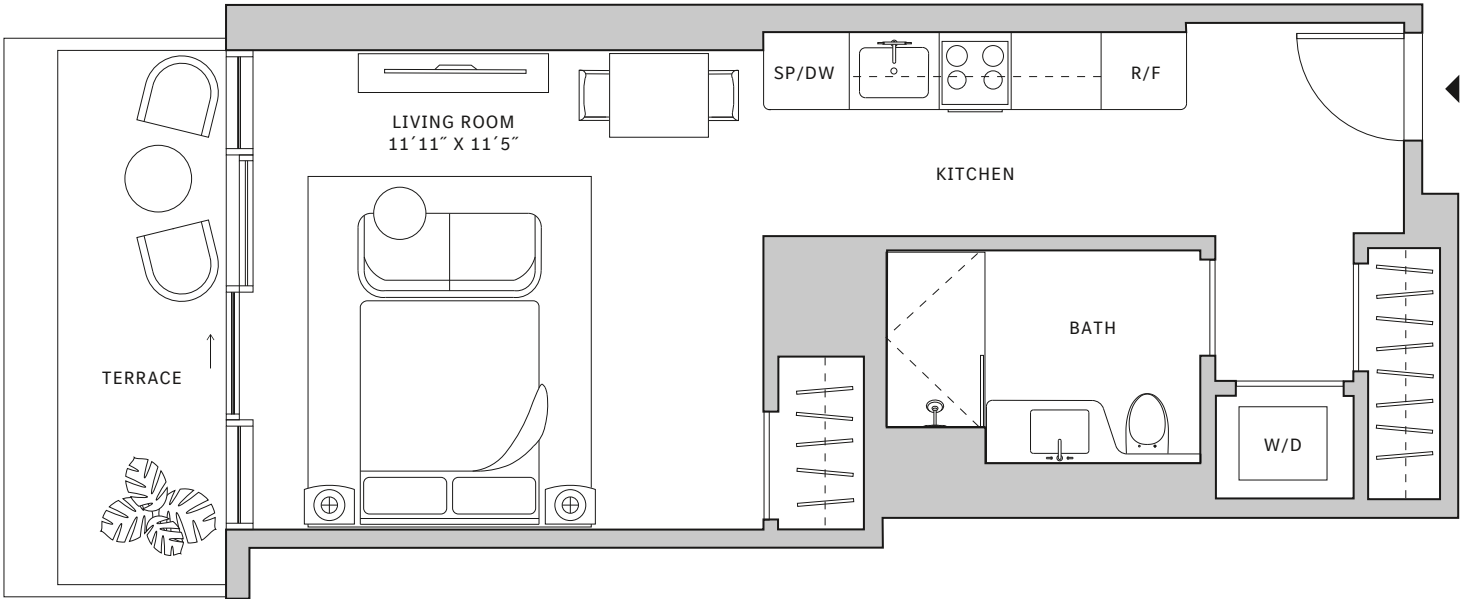 SP/DW
R/F
LIVING ROOM
11´11˝ X 11´5˝
KITCHEN
BATH
TERRACE
W/D